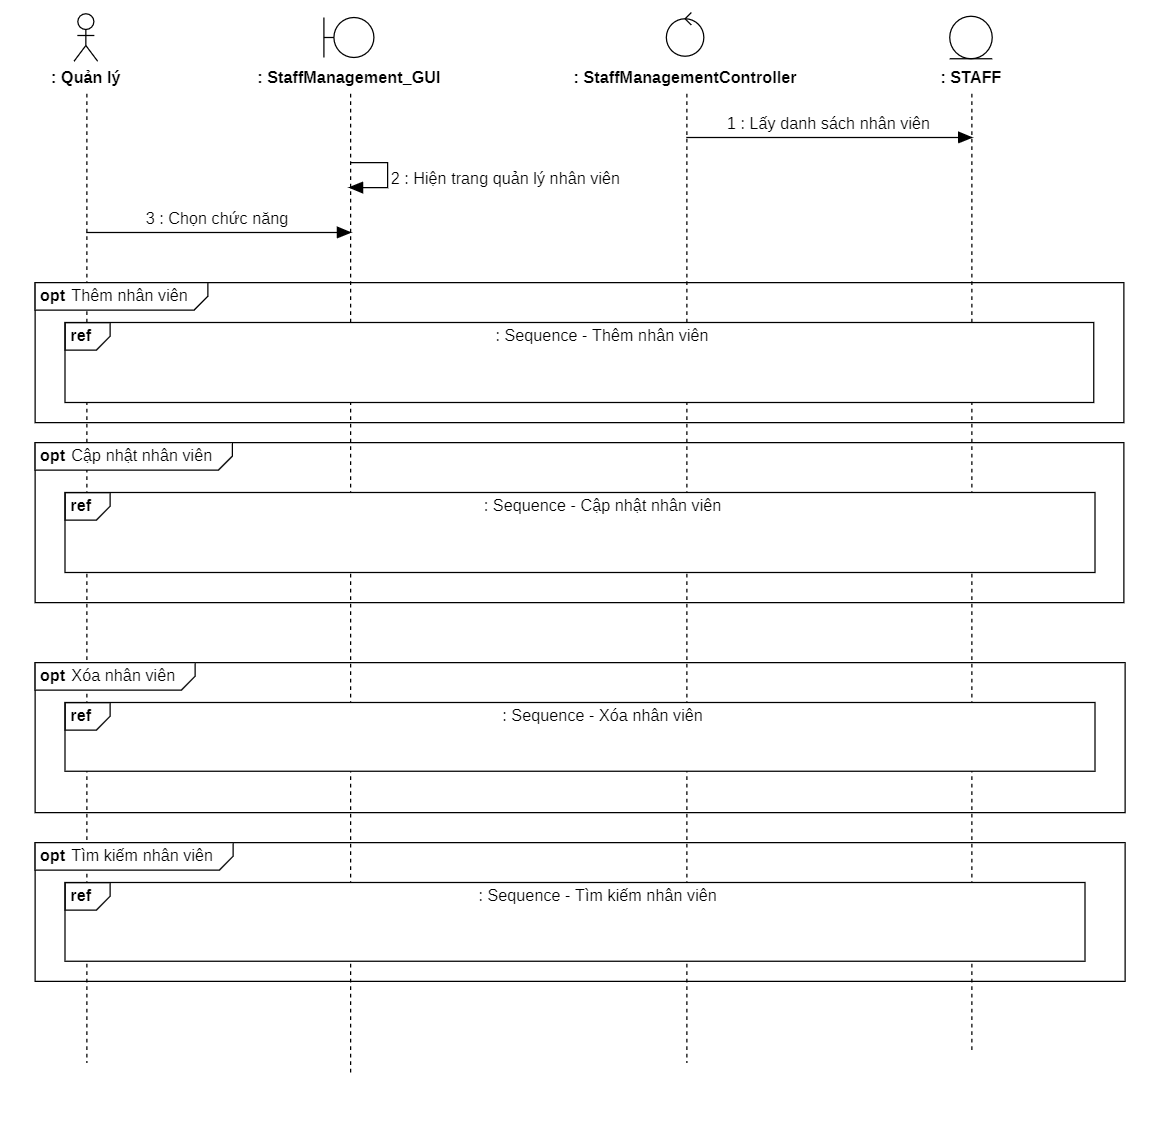 : Quản lý
: StaffManagement_GUI
: StaffManagementController
: STAFF
1 : Lấy danh sách nhân viên
2 : Hiện trang quản lý nhân viên
3 : Chọn chức năng
opt Thêm nhân viên
ref
: Sequence - Thêm nhân viên
opt Cập nhật nhân viên
ref
: Sequence - Cập nhật nhân viên
opt Xóa nhân viên
ref
: Sequence - Xóa nhân viên
opt Tìm kiếm nhân viên
ref
: Sequence - Tìm kiếm nhân viên